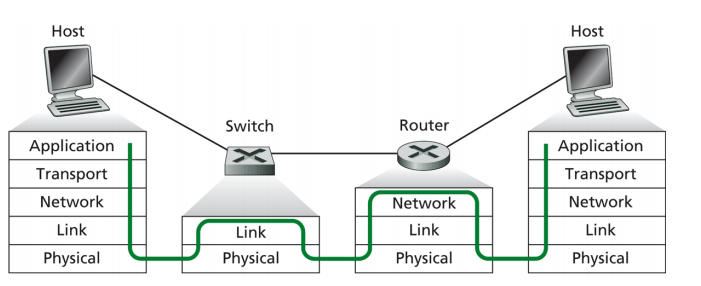 Host
Host
Switch
Router
Application
Transport
Network
Link
Physical
Link
Physical
Network
Link
Physical
Application
Transport
Network
Link
Physical